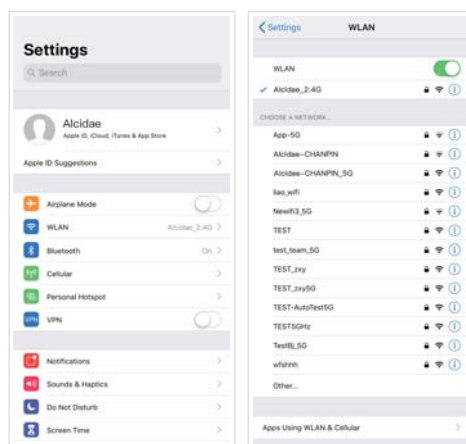 Settings
Search
Alcidae
Apple ID, iCloud, iTunes & App Store
Apple ID Suggestions
Airplane Mode
WLAN
Alcidae_2.4G
Bluetooth
On
Cellular
Personal Hotspot
VPN
VPN
Notifications
Sounds & Haptics
Do Not Disturb
Screen Time
Settings
WLAN
WLAN
Alcidae_2.4G
CHOOSE A NETWORK...
App-5G
Alcidae-CHANPIN
Alcidae-CHANPIN_5G
liao_wifi
Newifi3_5G
TEST
test_team_5G
TEST_zxy
TEST_zxy5G
TEST-AutoTest5G
TEST5GHz
TestBj_5G
wfshhh
Other...
Apps Using WLAN & Cellular